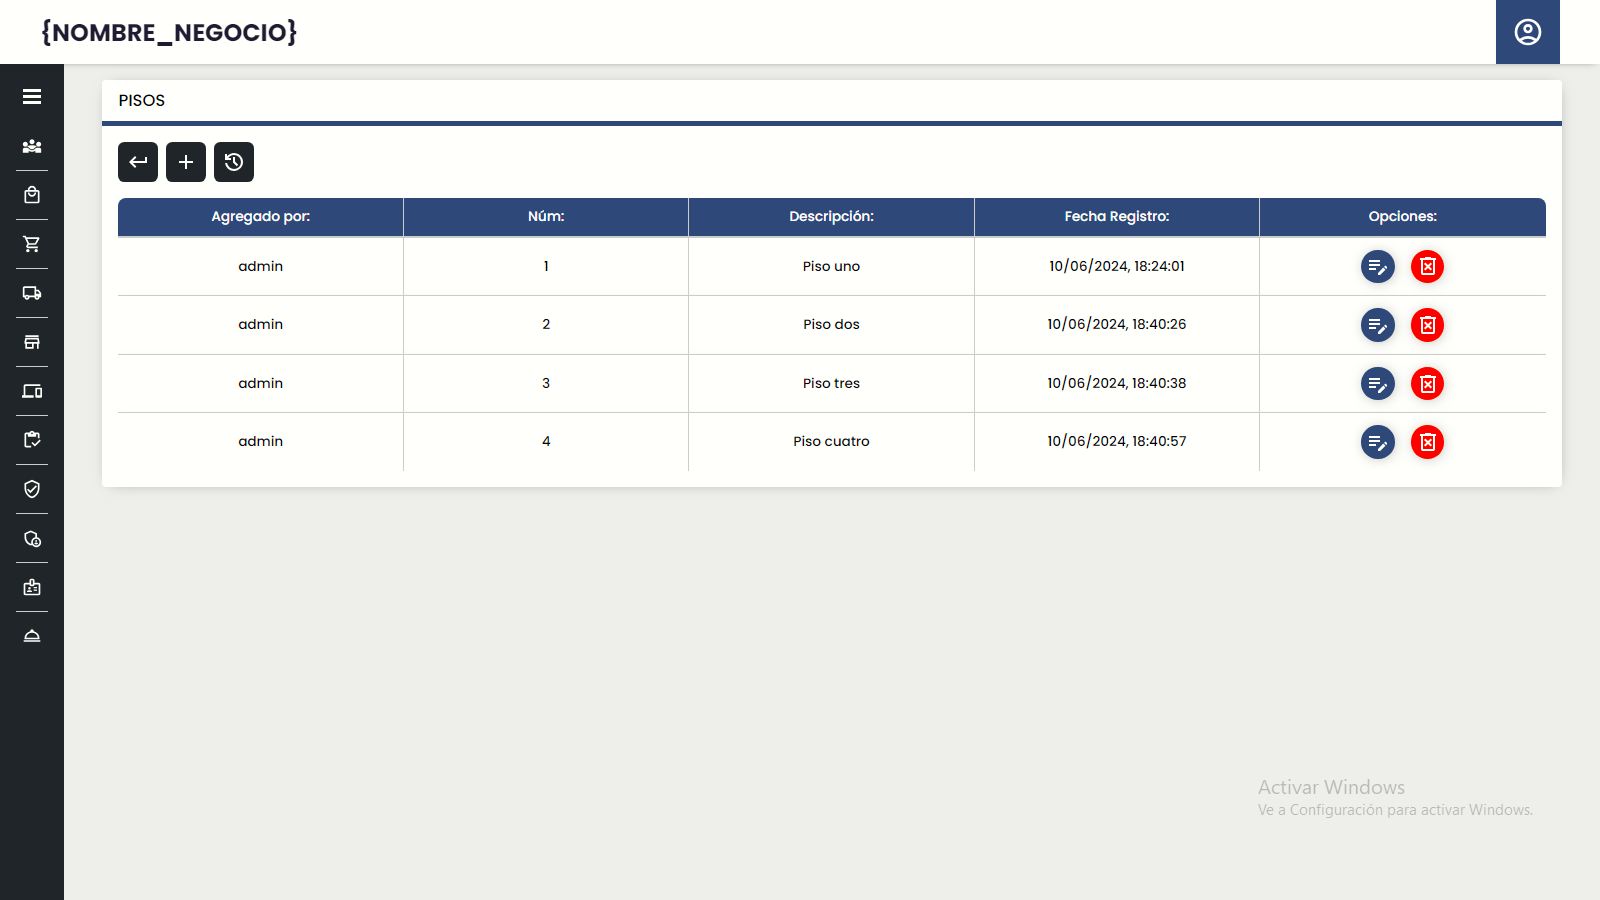 {NOMBRE_NEGOCIO}
PISOS
Agregado por: Núm: Descripción: Fecha Registro: Opciones:
admin 1 Piso uno 10/06/2024, 18:24:01
admin 2 Piso dos 10/06/2024, 18:40:26
admin 3 Piso tres 10/06/2024, 18:40:38
admin 4 Piso cuatro 10/06/2024, 18:40:57
Activar Windows
Ve a Configuración para activar Windows.